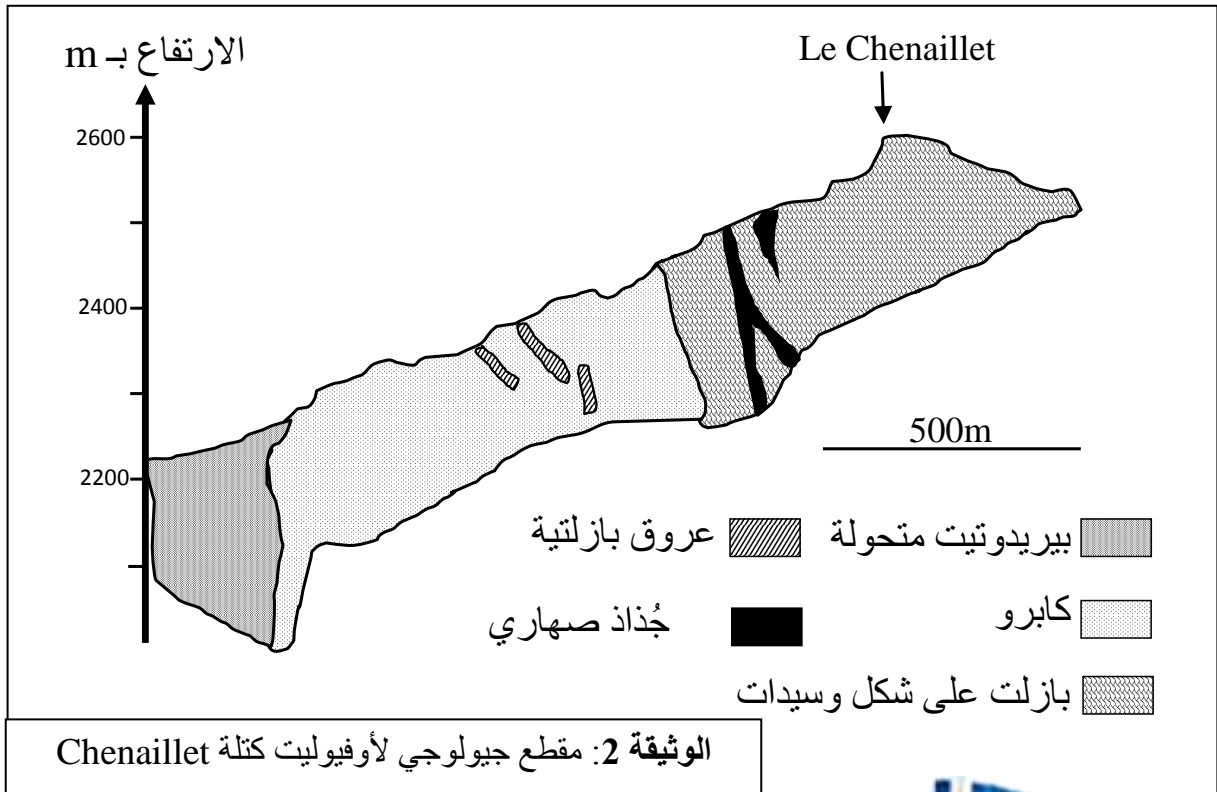 الارتفاع بـ m
Le Chenaillet
2600
2400
2200
500m
بيريدوتيت متحولة
عروق بازلتية
كابرو
جُذاذ صهاري
بازلت على شكل وسيدات
الوثيقة 2: مقطع جيولوجي لأوفيوليت كتلة Chenaillet